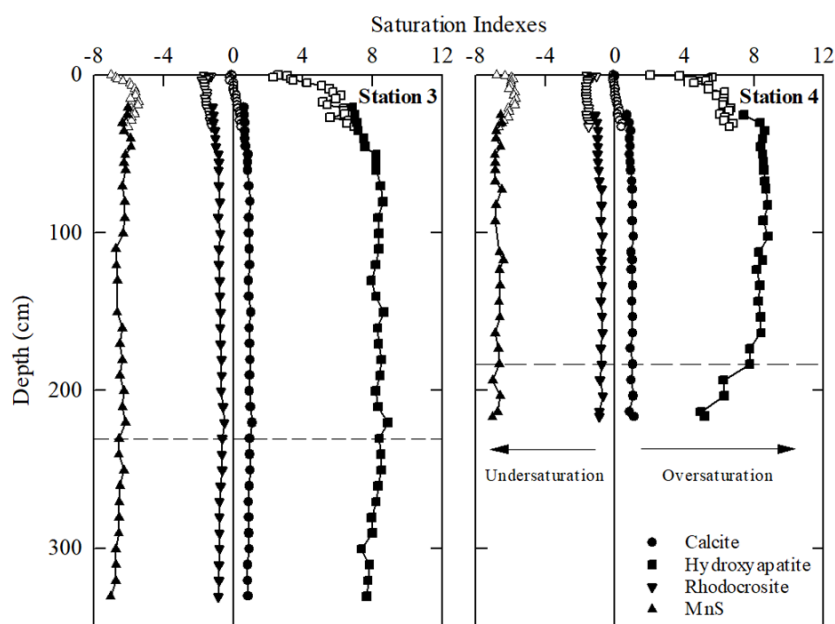 Saturation Indexes
-8 -4 0 4 8 12 -8 -4 0 4 8 12
0
Station 3 Station 4
100
Depth (cm)
200
Undersaturation Oversaturation
Calcite
300 Hydroxyapatite
Rhodocrosite
MnS